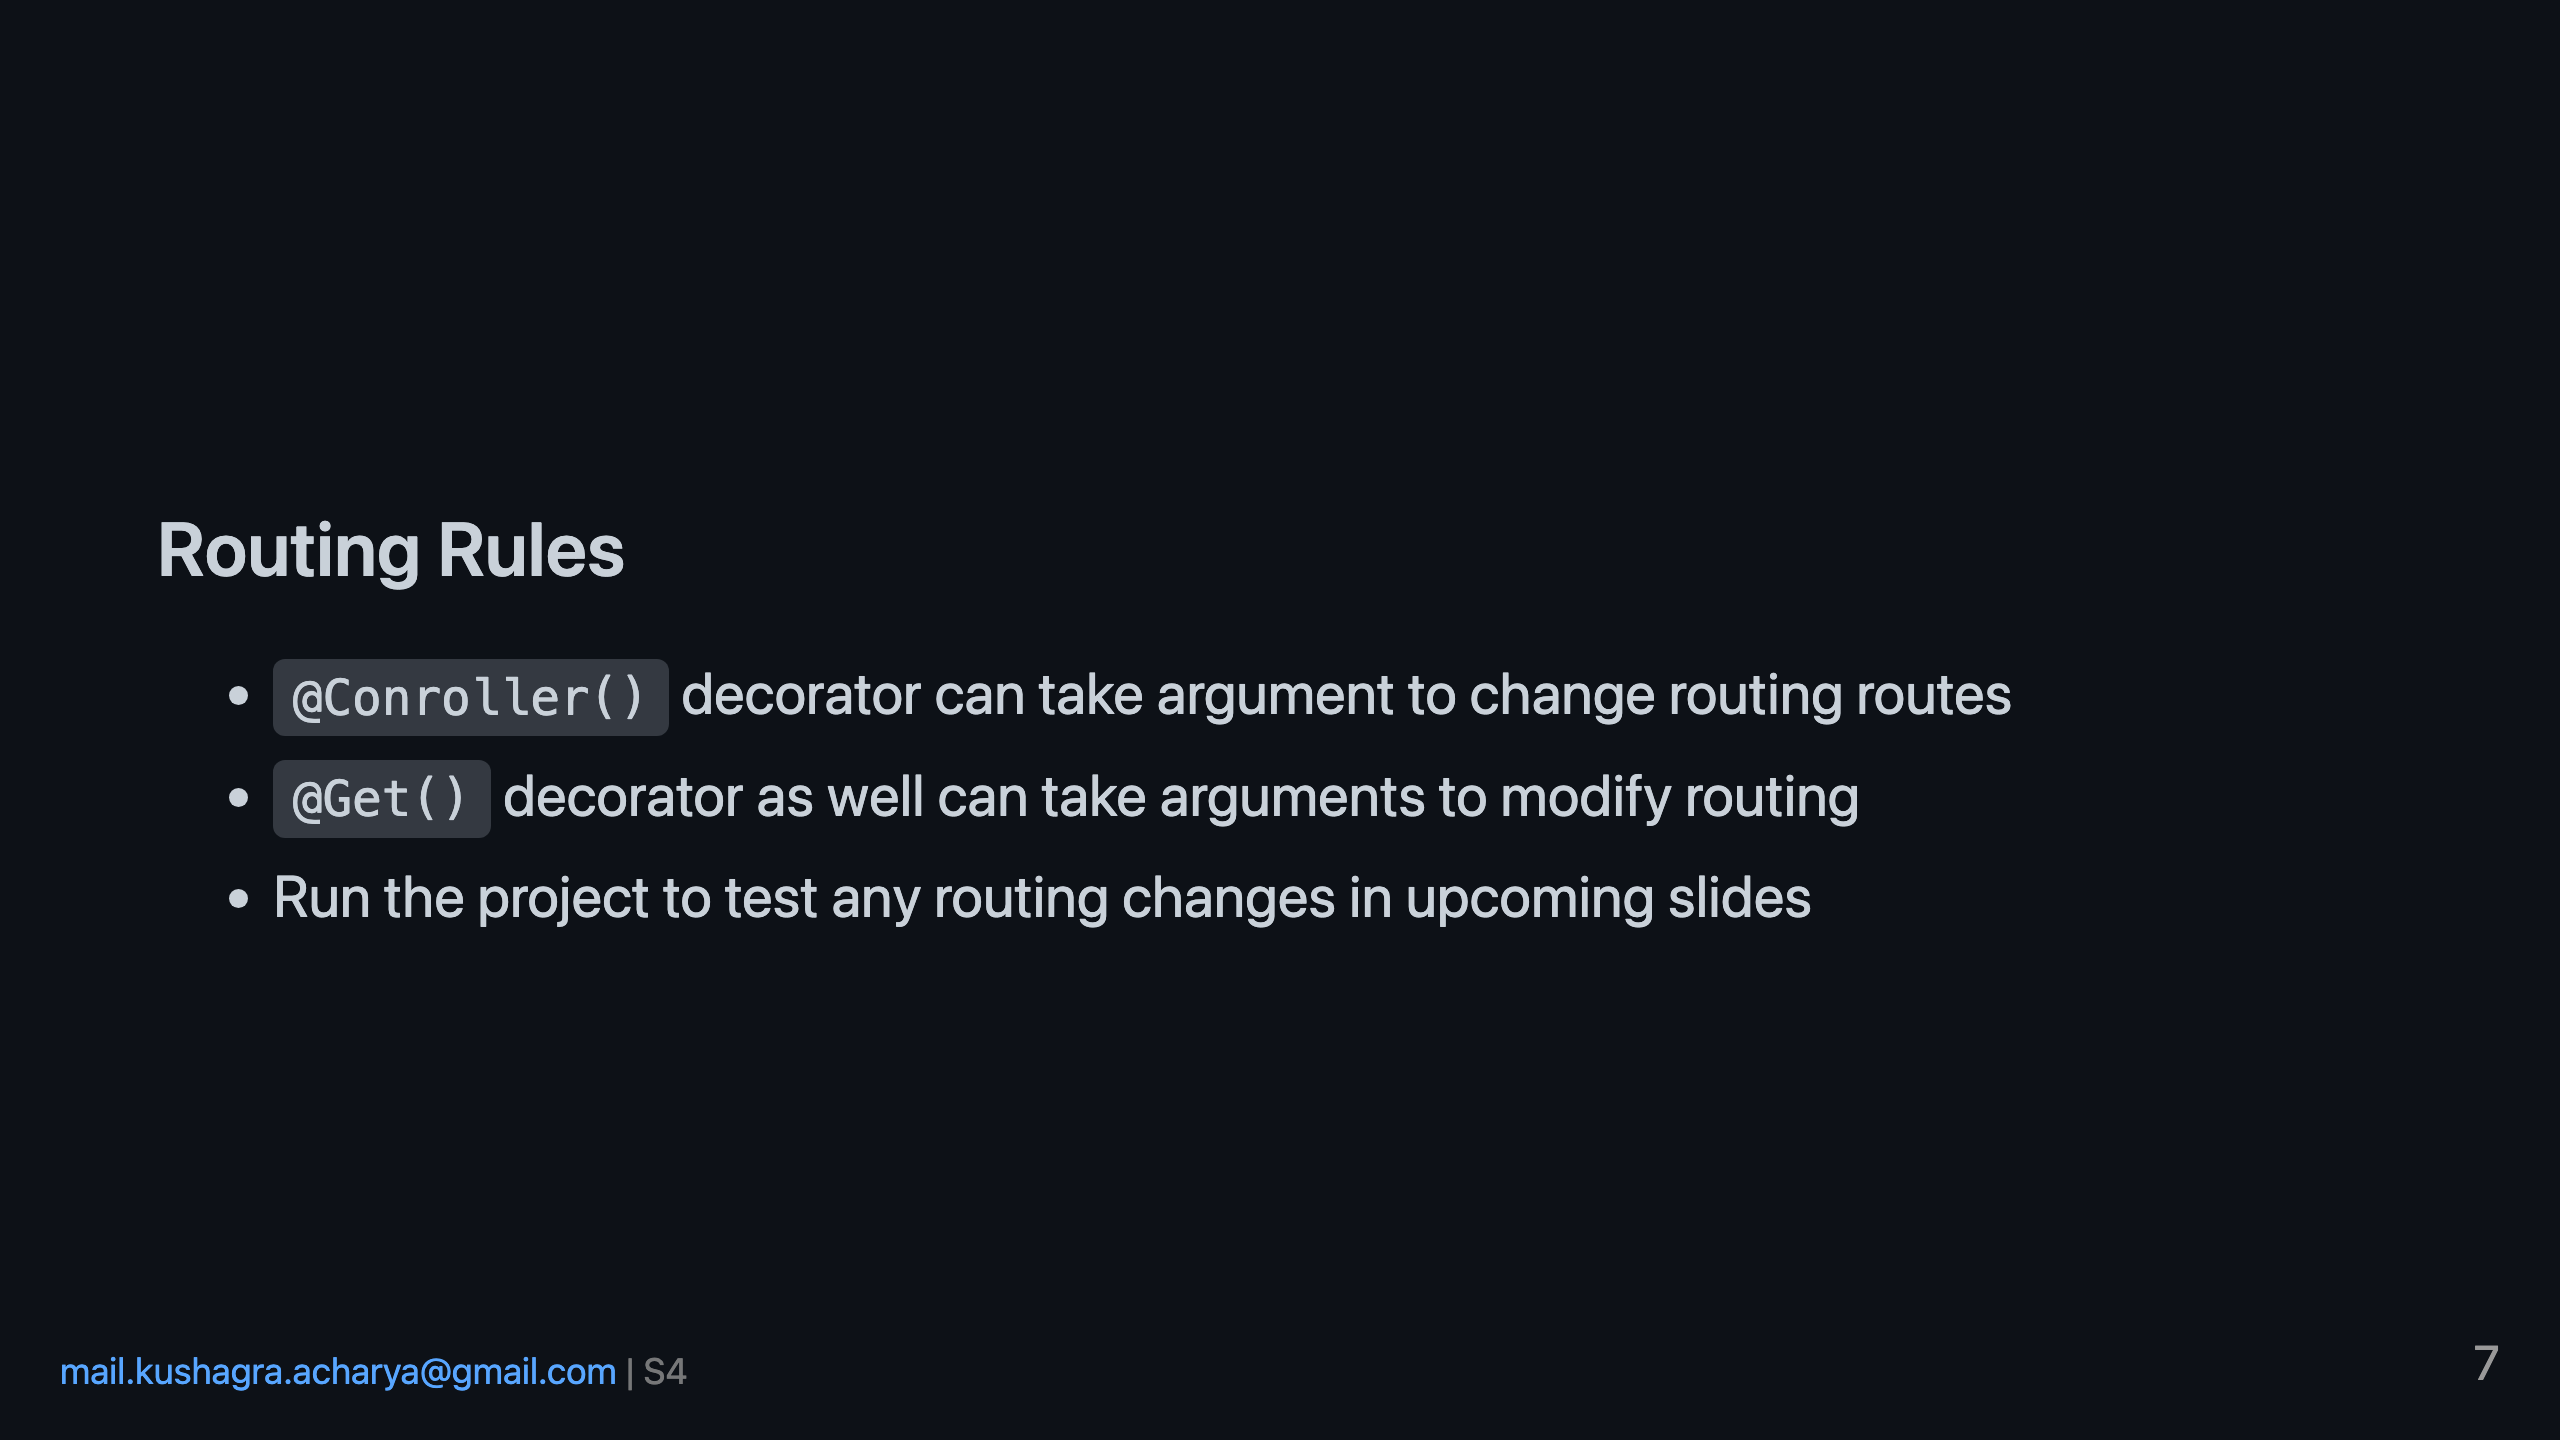 Routing Rules
• @Conroller() decorator can take argument to change routing routes
• @Get() decorator as well can take arguments to modify routing
• Run the project to test any routing changes in upcoming slides
mail.kushagra.acharya@gmail.com | S4
7